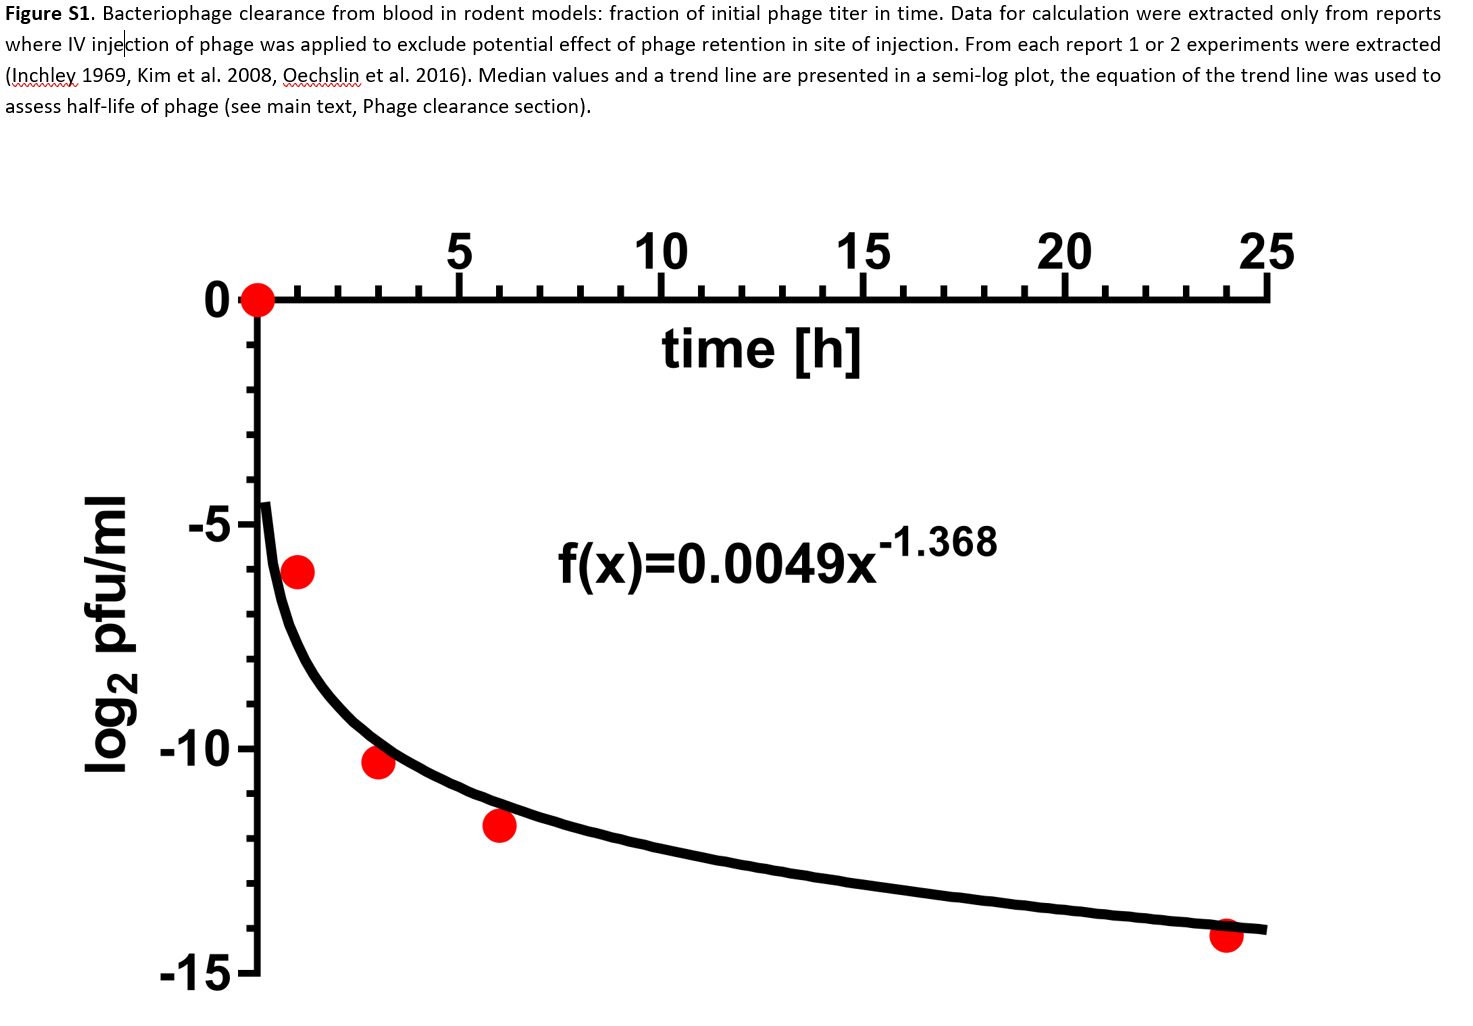 Figure S1. Bacteriophage clearance from blood in rodent models: fraction of initial phage titer in time. Data for calculation were extracted only from reports
where IV injection of phage was applied to exclude potential effect of phage retention in site of injection. From each report 1 or 2 experiments were extracted
(Inchley 1969, Kim et al. 2008, Oechslin et al. 2016). Median values and a trend line are presented in a semi-log plot, the equation of the trend line was used to
assess half-life of phage (see main text, Phage clearance section).
5 10 15 20 25
0
time [h]
-5
f(x)=0.0049x^-1.368
log₂ pfu/ml
-10
-15